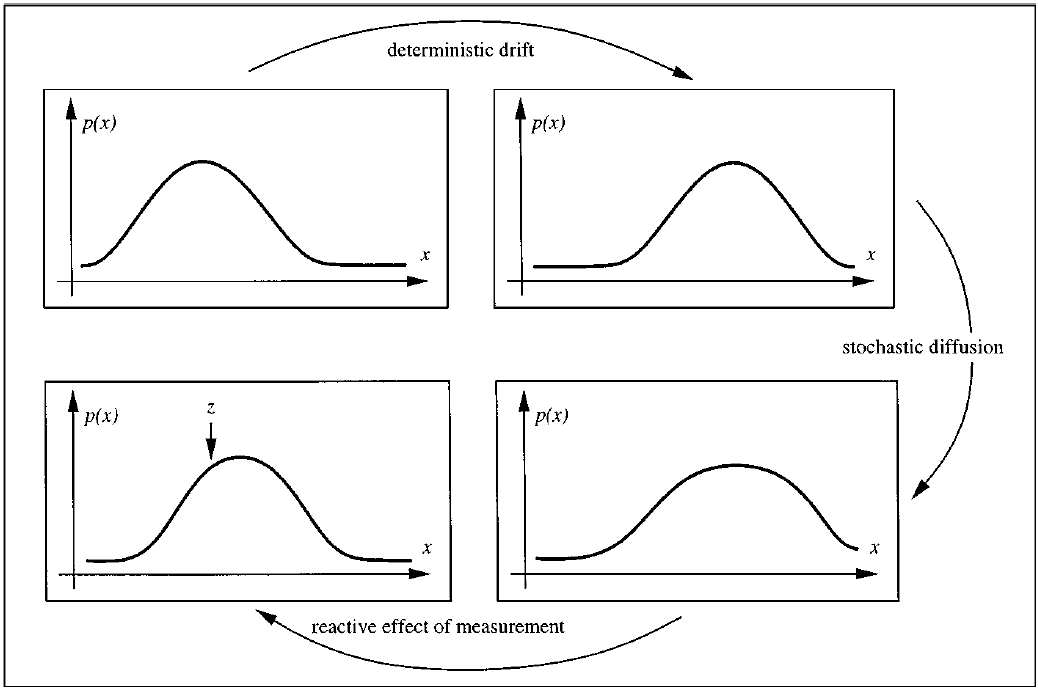 deterministic drift
p(x)
x
p(x)
x
stochastic diffusion
z
p(x)
x
p(x)
x
reactive effect of measurement